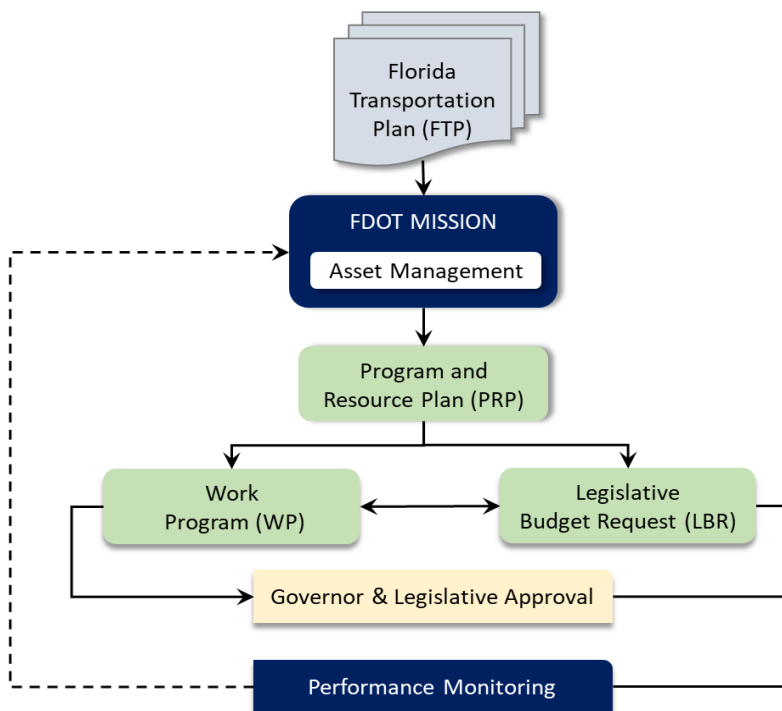 Florida
Transportation
Plan (FTP)
FDOT MISSION
Asset Management
Program and
Resource Plan (PRP)
Work
Program (WP)
Legislative
Budget Request (LBR)
Governor & Legislative Approval
Performance Monitoring